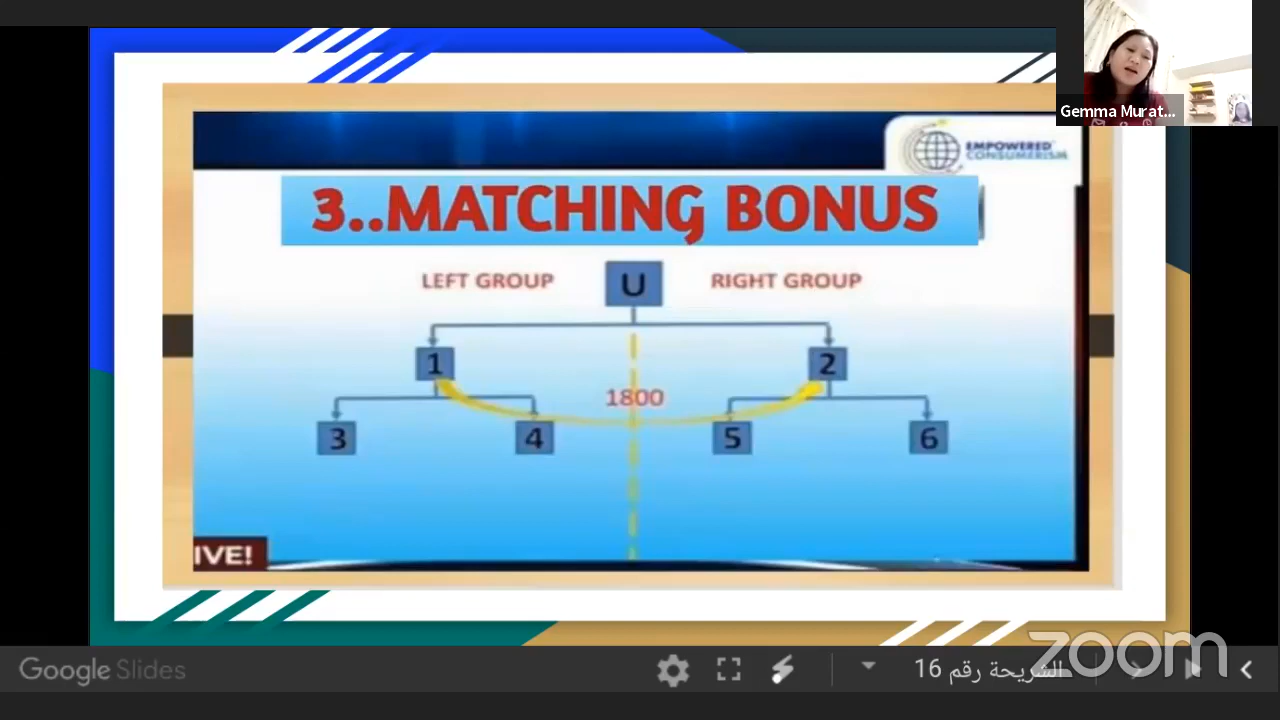 Gemma Murat...
EMPOWERED
CONSUMERISM
3..MATCHING BONUS
LEFT GROUP
U
RIGHT GROUP
1
2
1800
3
4
5
6
IVE!
zoom
Google Slides
الشريحة رقم 16